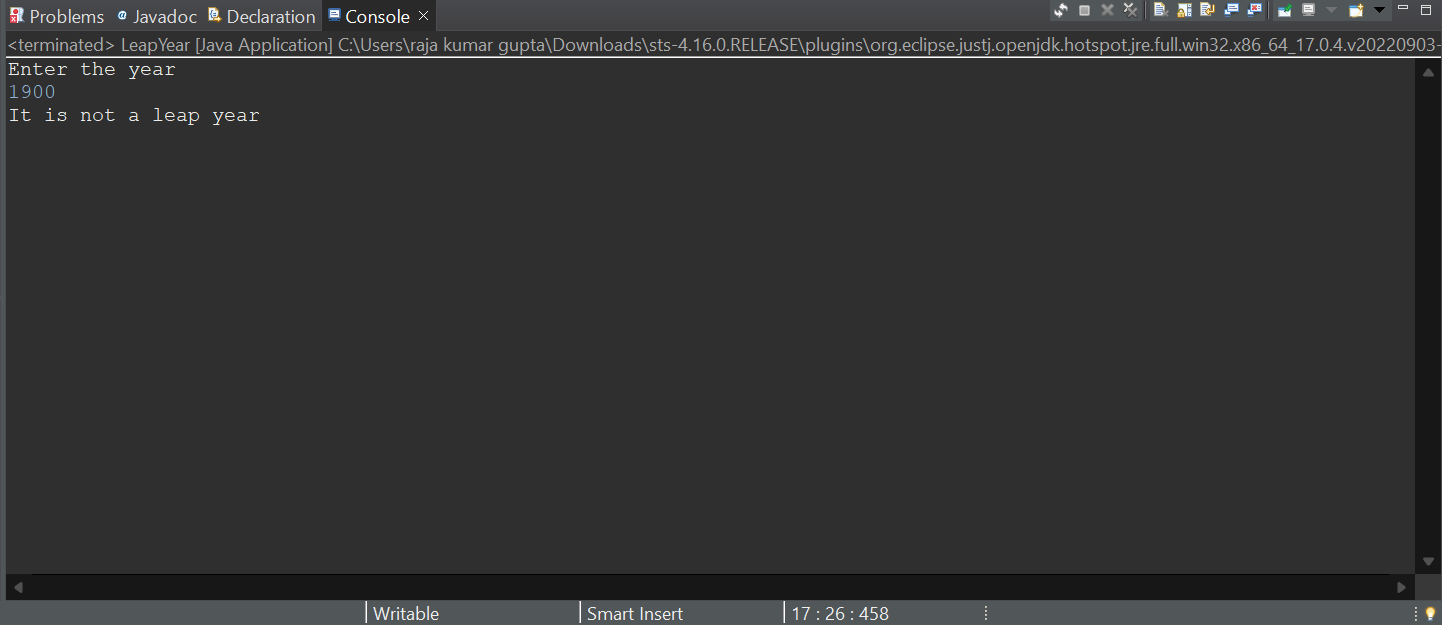 Problems Javadoc Declaration Console
<terminated> LeapYear [Java Application] C:\Users\raja kumar gupta\Downloads\sts-4.16.0.RELEASE\plugins\org.eclipse.justj.openjdk.hotspot.jre.full.win32.x86_64_17.0.4.v20220903-
Enter the year
1900
It is not a leap year
Writable Smart Insert 17 : 26 : 458